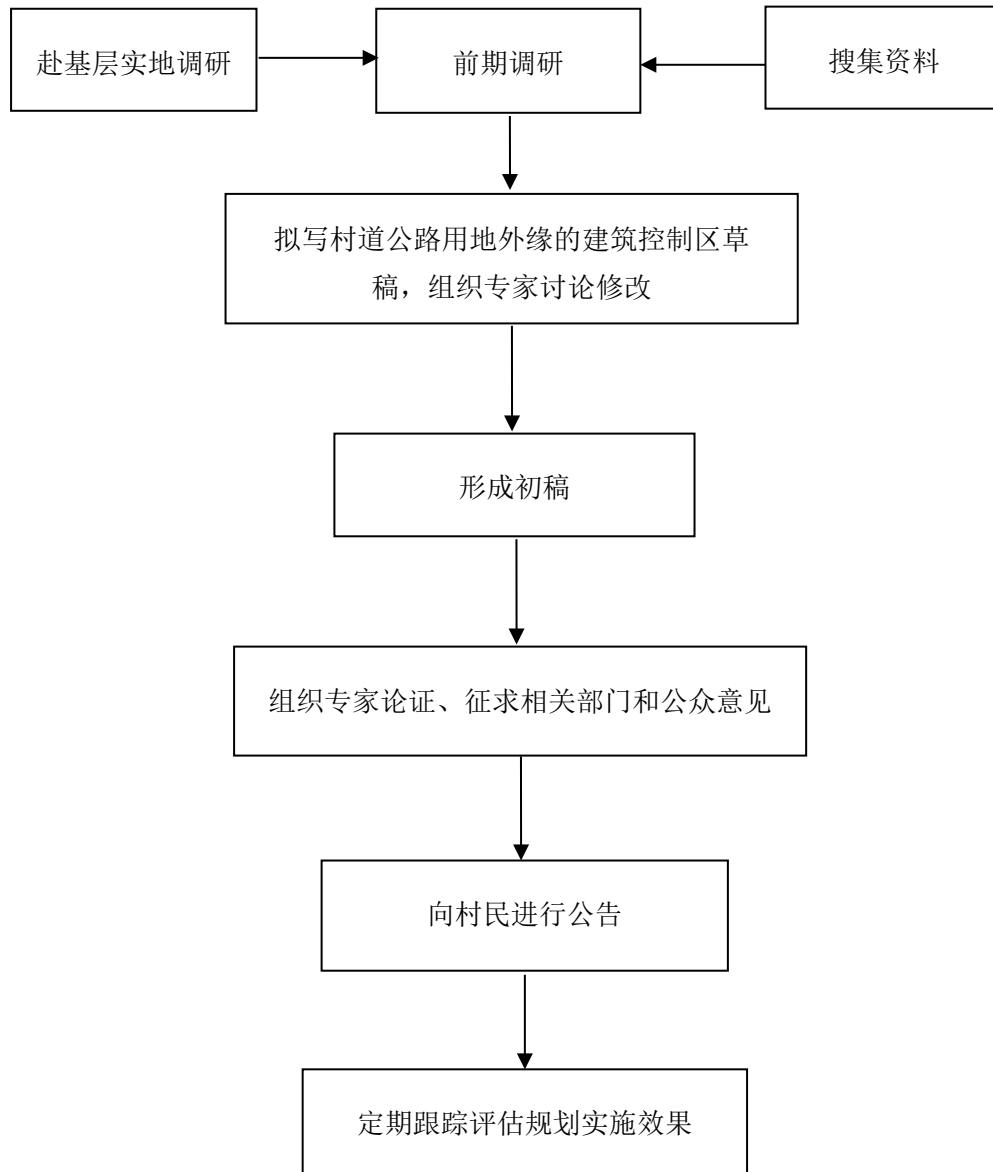 赴基层实地调研
前期调研
搜集资料
拟写村道公路用地外缘的建筑控制区草
稿，组织专家讨论修改
形成初稿
组织专家论证、征求相关部门和公众意见
向村民进行公告
定期跟踪评估规划实施效果